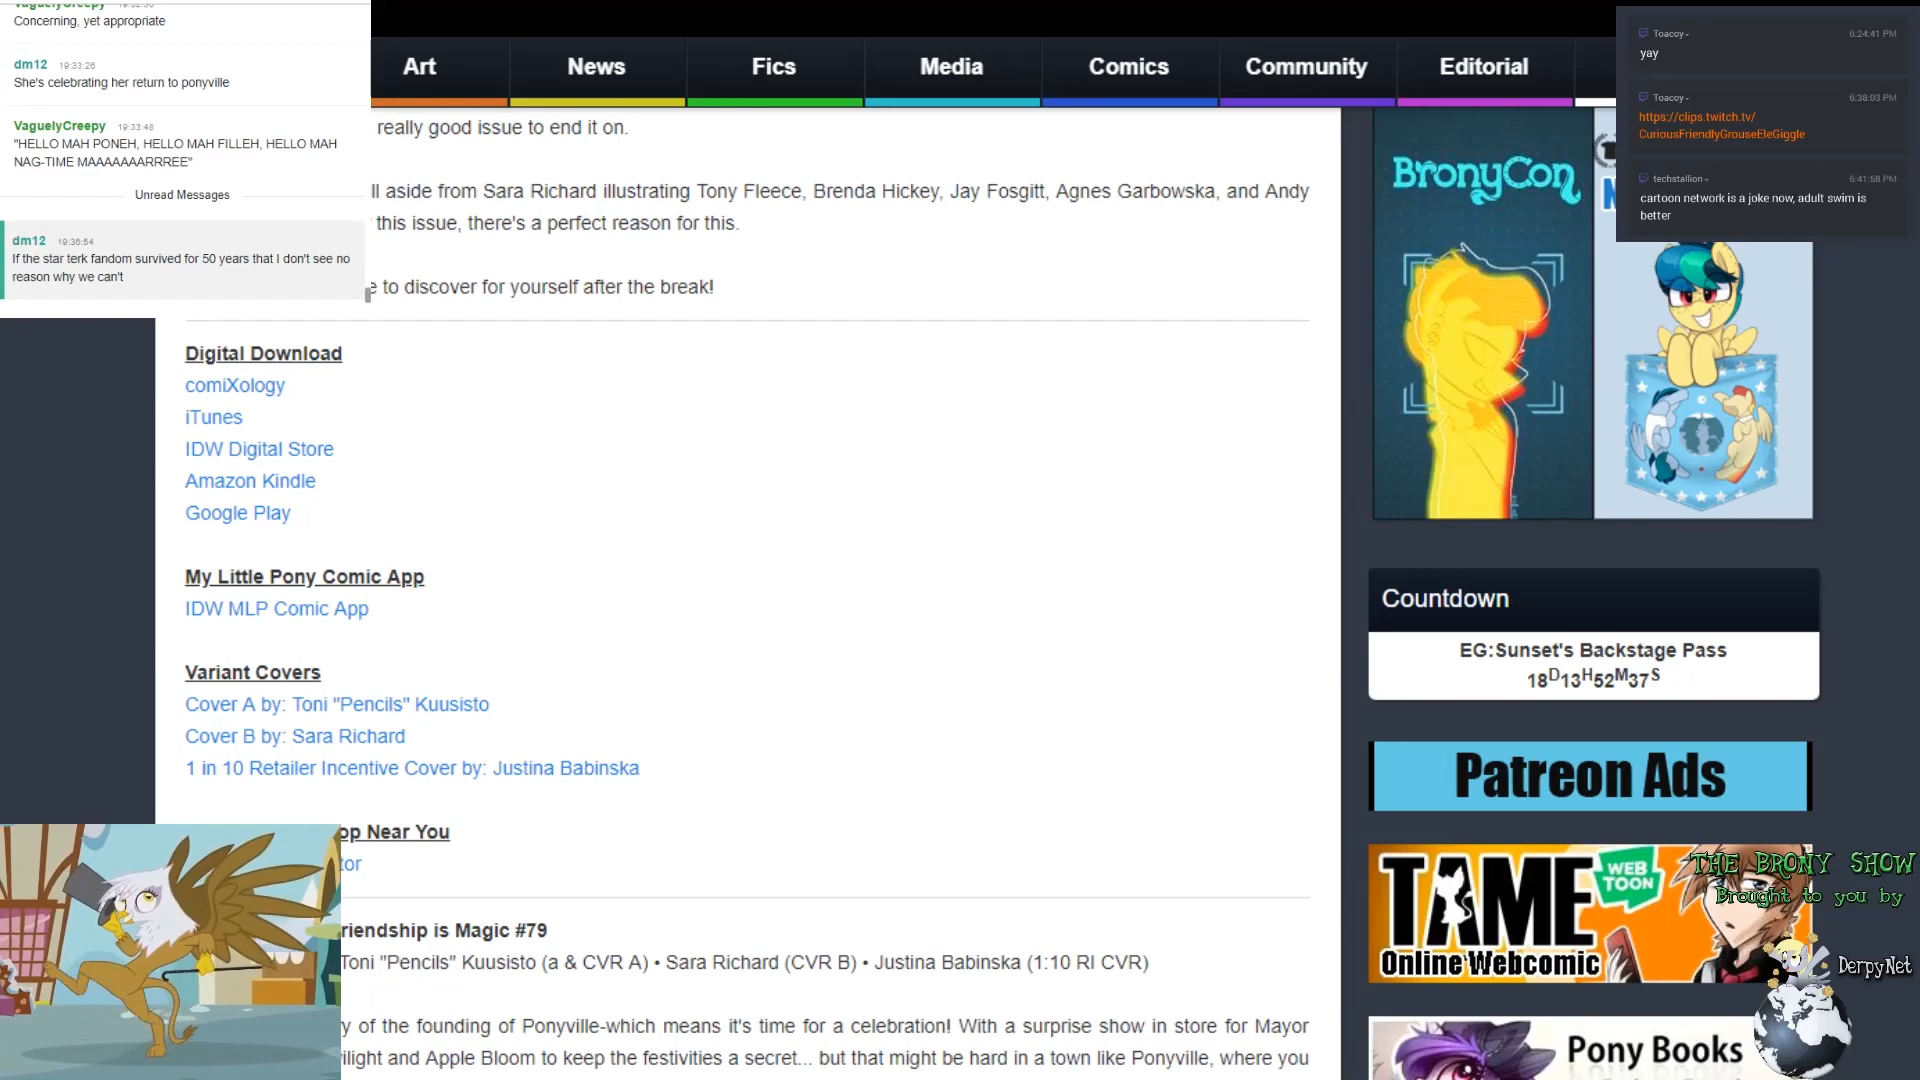 VaguelyCreepy 19:32:50
Concerning, yet appropriate
dm12 19:33:26
She's celebrating her return to ponyville
VaguelyCreepy 19:33:48
"HELLO MAH PONEH, HELLO MAH FILLEH, HELLO MAH
NAG-TIME MAAAAAAARRREE"
Unread Messages
dm12 19:36:54
If the star terk fandom survived for 50 years that I don't see no
reason why we can't
Art
News
Fics
Media
Comics
Community
Editorial
really good issue to end it on.
ll aside from Sara Richard illustrating Tony Fleece, Brenda Hickey, Jay Fosgitt, Agnes Garbowska, and Andy
this issue, there's a perfect reason for this.
e to discover for yourself after the break!
Digital Download
comiXology
iTunes
IDW Digital Store
Amazon Kindle
Google Play
My Little Pony Comic App
IDW MLP Comic App
Variant Covers
Cover A by: Toni "Pencils" Kuusisto
Cover B by: Sara Richard
1 in 10 Retailer Incentive Cover by: Justina Babinska
op Near You
tor
riendship is Magic #79
Toni "Pencils" Kuusisto (a & CVR A) • Sara Richard (CVR B) • Justina Babinska (1:10 RI CVR)
y of the founding of Ponyville-which means it's time for a celebration! With a surprise show in store for Mayor
ilight and Apple Bloom to keep the festivities a secret... but that might be hard in a town like Ponyville, where you
Toacoy 6:24:41 PM
yay
Toacoy 6:38:03 PM
https://clips.twitch.tv/
CuriousFriendlyGrouseEleGiggle
techstallion 6:41:58 PM
cartoon network is a joke now, adult swim is
better
BronyCon
Countdown
EG:Sunset's Backstage Pass
18D13H52M37S
Patreon Ads
TAME
WEB
TOON
Online Webcomic
THE BRONY SHOW
Brought to you by
DerpyNet
Pony Books